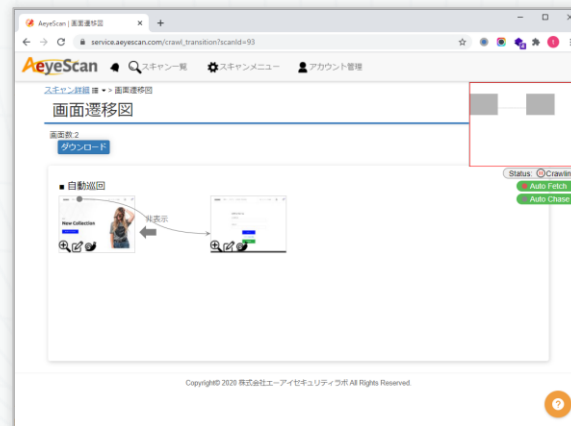 AeyeScan | 画面遷移図
service.aeyescan.com/crawl_transition?scanId=93
AeyeScan スキャン一覧 スキャンメニュー アカウント管理
スキャン詳細 > 画面遷移図
画面遷移図
画面数:2
ダウンロード
Status: Crawlin
Auto Fetch
Auto Chase
■ 自動巡回
New Collection
非表示
Copyright© 2020 株式会社エーアイセキュリティラボ All Rights Reserved.